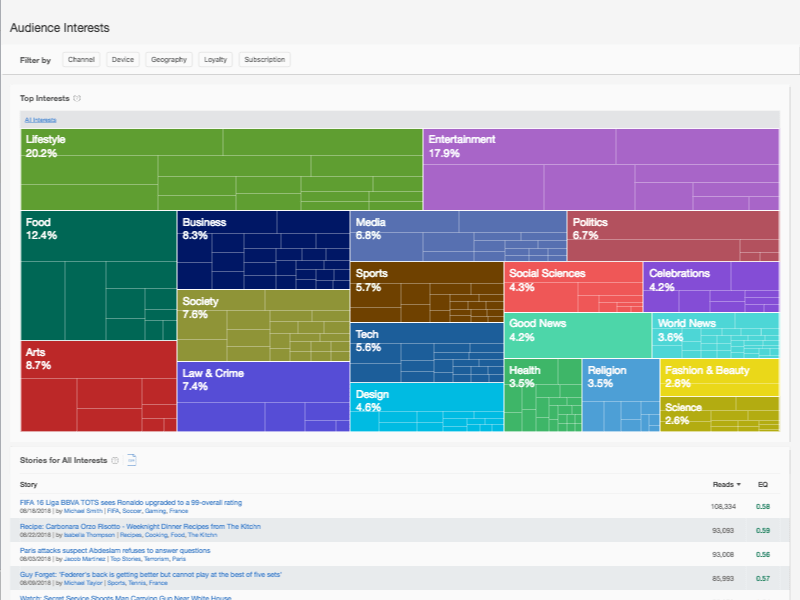 Audience Interests
Filter by Channel Device Geography Loyalty Subscription
Top Interests
All Interests
Lifestyle
20.2%
Entertainment
17.9%
Food
12.4%
Business
8.3%
Media
6.8%
Politics
6.7%
Society
7.6%
Sports
5.7%
Social Sciences
4.3%
Celebrations
4.2%
Arts
8.7%
Law & Crime
7.4%
Tech
5.6%
Good News
4.2%
World News
3.6%
Design
4.6%
Health
3.5%
Religion
3.5%
Fashion & Beauty
2.8%
Science
2.6%
Stories for All Interests
Story Reads EQ
FIFA 16 Liga BBVA TOTS sees Ronaldo upgraded to a 99-overall rating
06/18/2018 | by Michael Smith | FIFA, Soccer, Gaming, France
108,334 0.58
Recipe: Carbonara Orzo Risotto - Weeknight Dinner Recipes from The Kitchn
06/22/2018 | by Isabella Thompson | Recipes, Cooking, Food, The Kitchn
93,093 0.59
Paris attacks suspect Abdeslam refuses to answer questions
06/03/2018 | by Jacob Martinez | Top Stories, Terrorism, Paris
93,008 0.56
Guy Forget: 'Federer's back is getting better but cannot play at the best of five sets'
06/09/2018 | by Michael Taylor | Sports, Tennis, France
85,993 0.57
Watch: Secret Service Shoots Man Carrying Gun Near White House